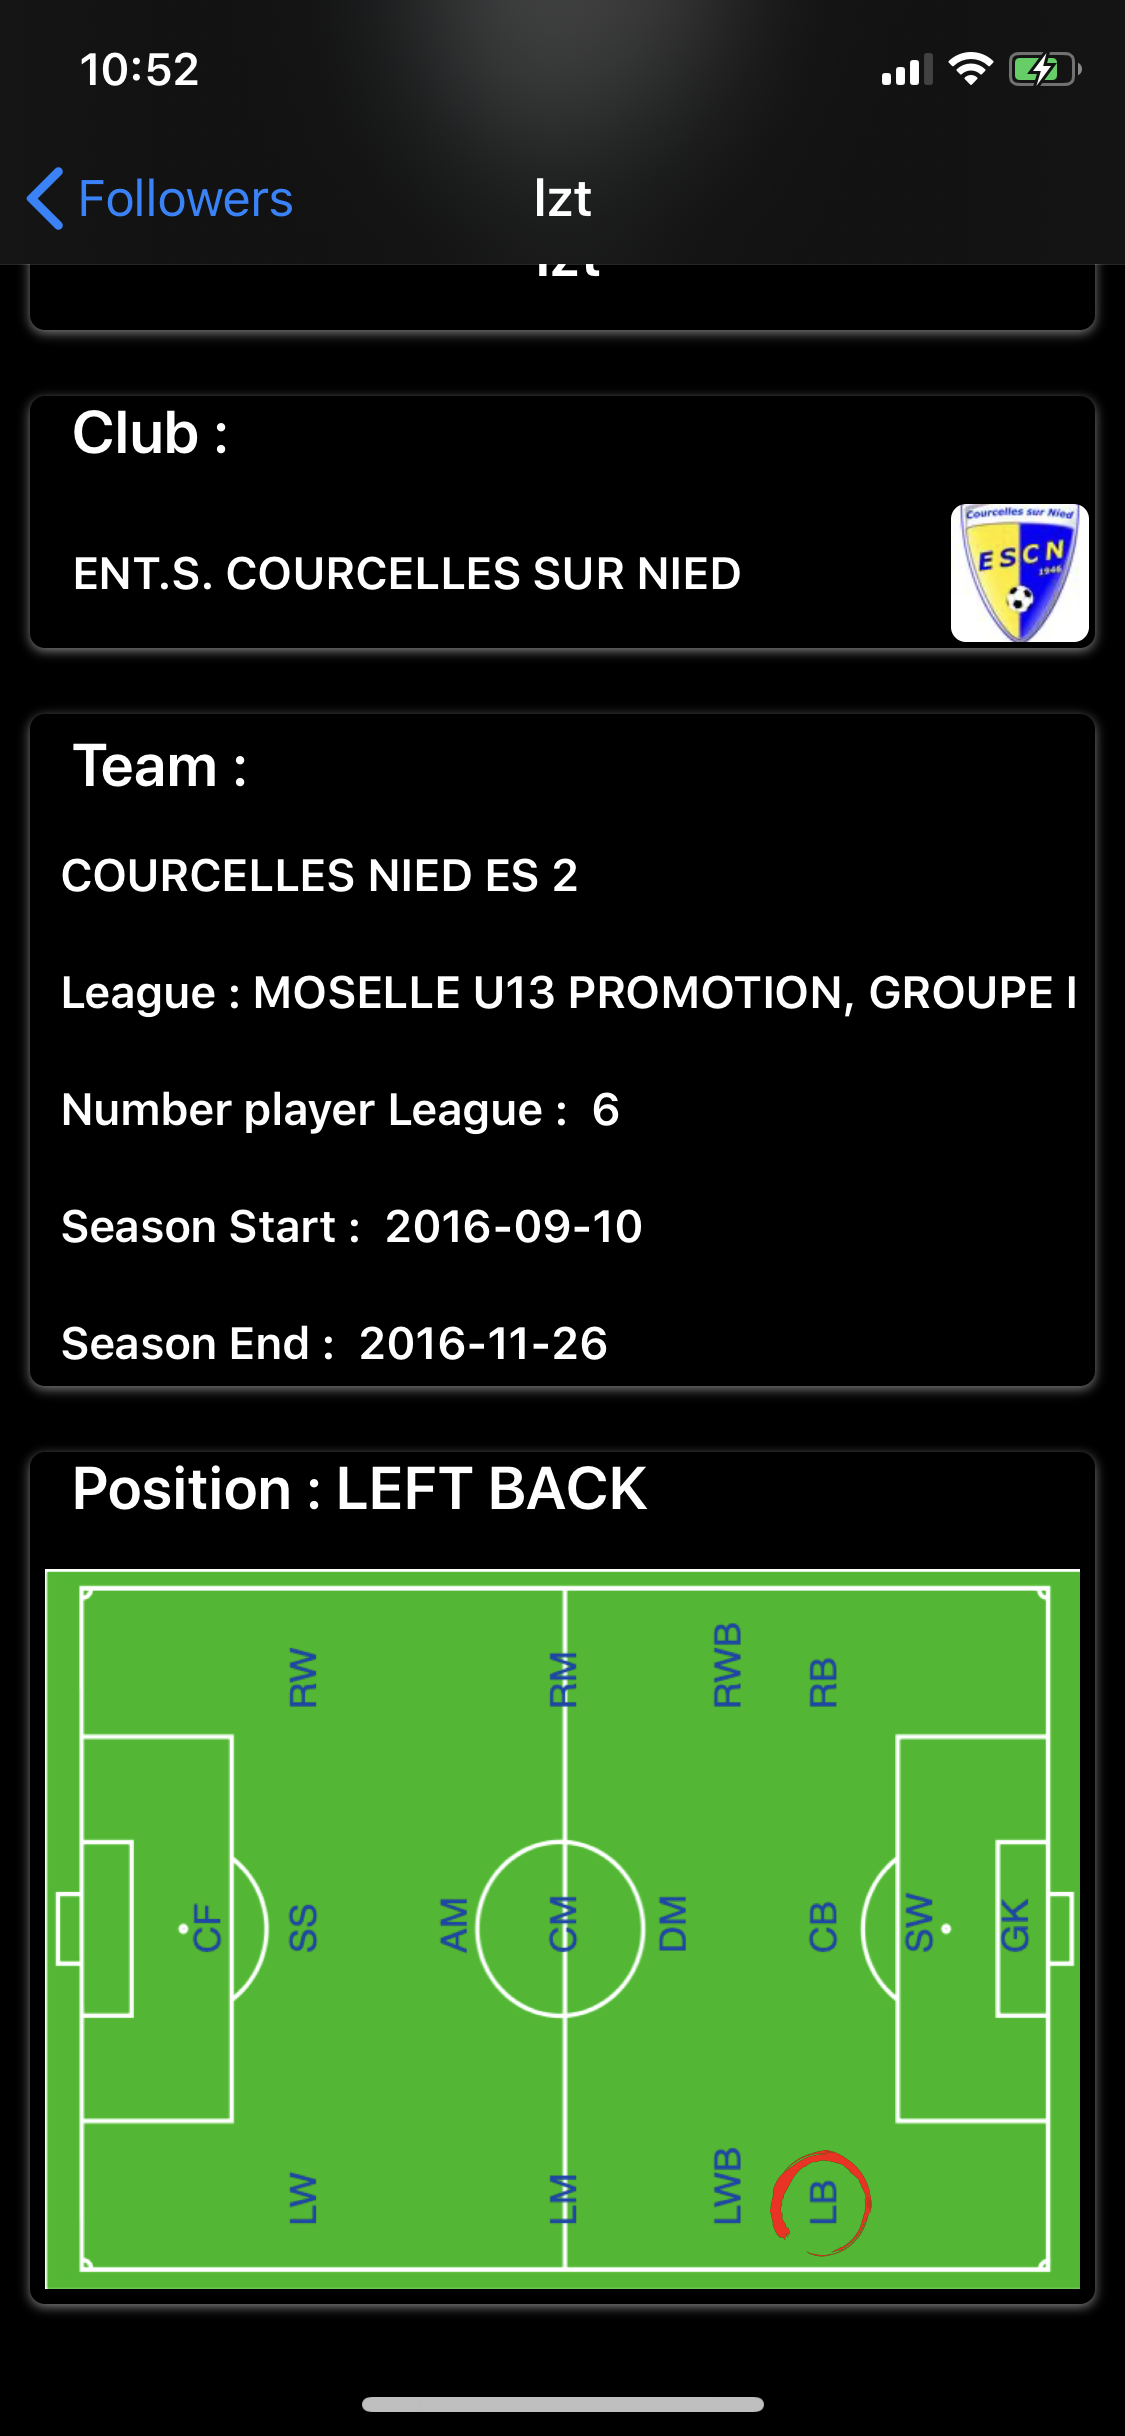 10:52
Followers
lzt
lzt
Club :
ENT.S. COURCELLES SUR NIED
Courcelles sur Nied
ESCN
1946
Team :
COURCELLES NIED ES 2
League : MOSELLE U13 PROMOTION, GROUPE I
Number player League : 6
Season Start : 2016-09-10
Season End : 2016-11-26
Position : LEFT BACK
RW
RM
RWB
RB
CF
SS
AM
CM
DM
CB
SW
GK
LW
LM
LWB
LB